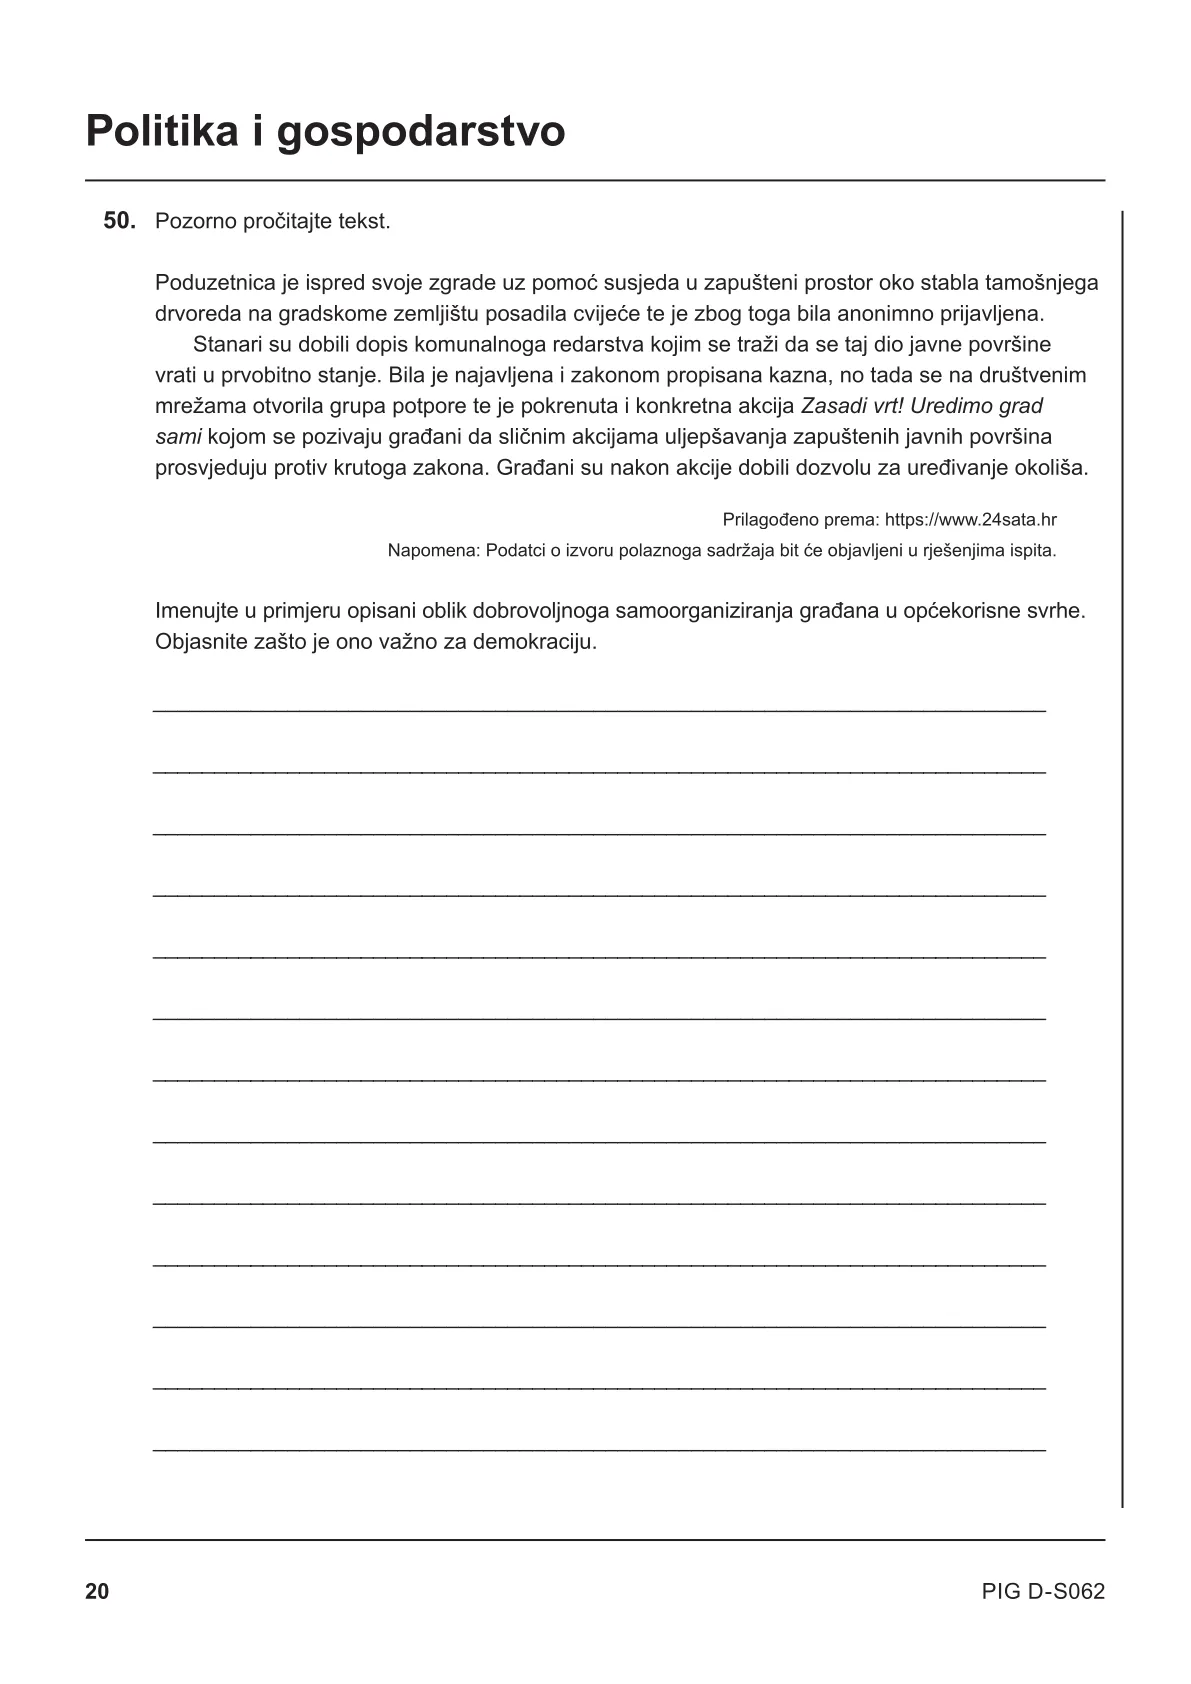 Politika i gospodarstvo
50. Pozorno pročitajte tekst.
Poduzetnica je ispred svoje zgrade uz pomoć susjeda u zapušteni prostor oko stabla tamošnjega
drvoreda na gradskome zemljištu posadila cvijeće te je zbog toga bila anonimno prijavljena.
Stanari su dobili dopis komunalnoga redarstva kojim se traži da se taj dio javne površine
vrati u prvobitno stanje. Bila je najavljena i zakonom propisana kazna, no tada se na društvenim
mrežama otvorila grupa potpore te je pokrenuta i konkretna akcija Zasadi vrt! Uredimo grad
sami kojom se pozivaju građani da sličnim akcijama uljepšavanja zapuštenih javnih površina
prosvjeduju protiv krutoga zakona. Građani su nakon akcije dobili dozvolu za uređivanje okoliša.
Prilagođeno prema: https://www.24sata.hr
Napomena: Podatci o izvoru polaznoga sadržaja bit će objavljeni u rješenjima ispita.
Imenujte u primjeru opisani oblik dobrovoljnoga samoorganiziranja građana u općekorisne svrhe.
Objasnite zašto je ono važno za demokraciju.
20 PIG D-S062